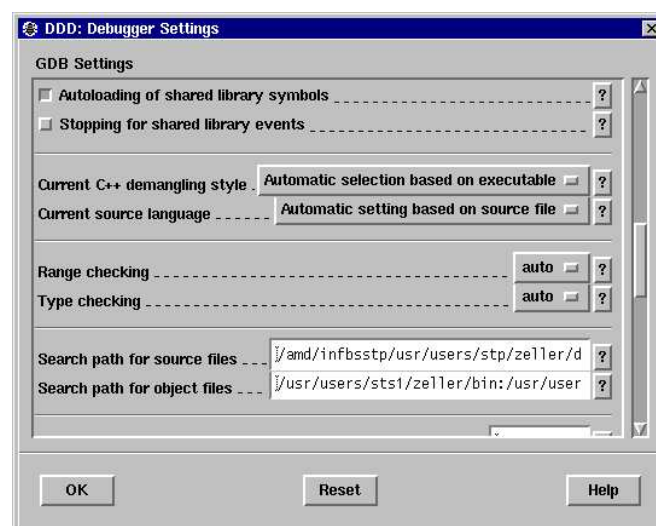 DDD: Debugger Settings
GDB Settings
Autoloading of shared library symbols ?
Stopping for shared library events ?
Current C++ demangling style . Automatic selection based on executable ?
Current source language Automatic setting based on source file ?
Range checking auto ?
Type checking auto ?
Search path for source files /amd/infbsstp/usr/users/stp/zeller/d ?
Search path for object files /usr/users/sts1/zeller/bin:/usr/user ?
OK Reset Help